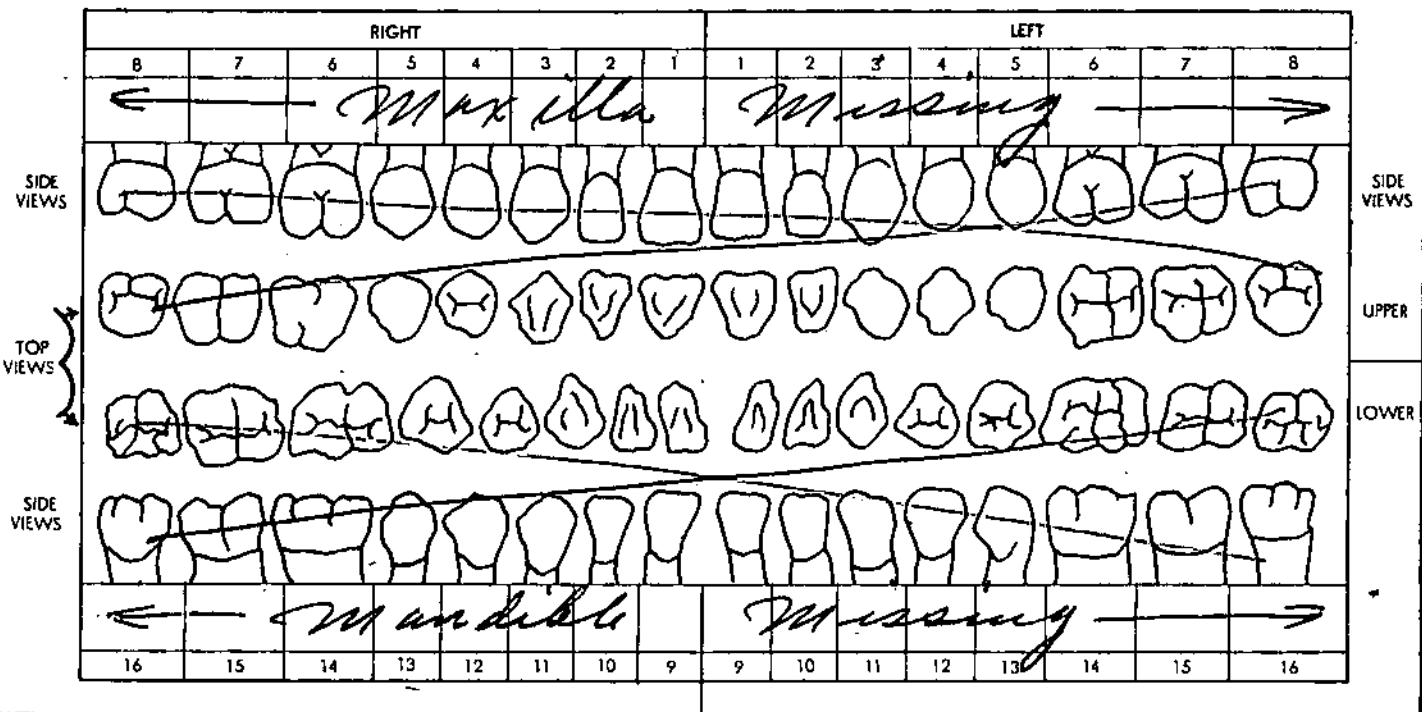 RIGHT LEFT
8 7 6 5 4 3 2 1 1 2 3 4 5 6 7 8
← Maxilla Missing →
SIDE VIEWS SIDE VIEWS
UPPER
TOP VIEWS
LOWER
SIDE VIEWS
← Mandible Missing →
16 15 14 13 12 11 10 9 9 10 11 12 13 14 15 16